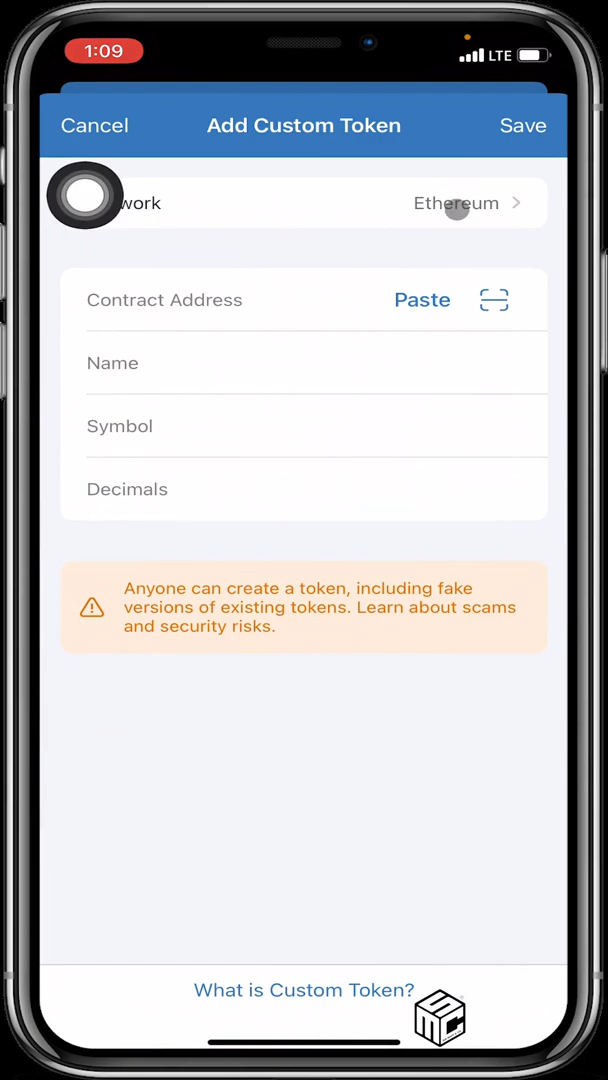 1:09
LTE
Cancel
Add Custom Token
Save
work
Ethereum
Contract Address
Paste
Name
Symbol
Decimals
Anyone can create a token, including fake
versions of existing tokens. Learn about scams
and security risks.
What is Custom Token?